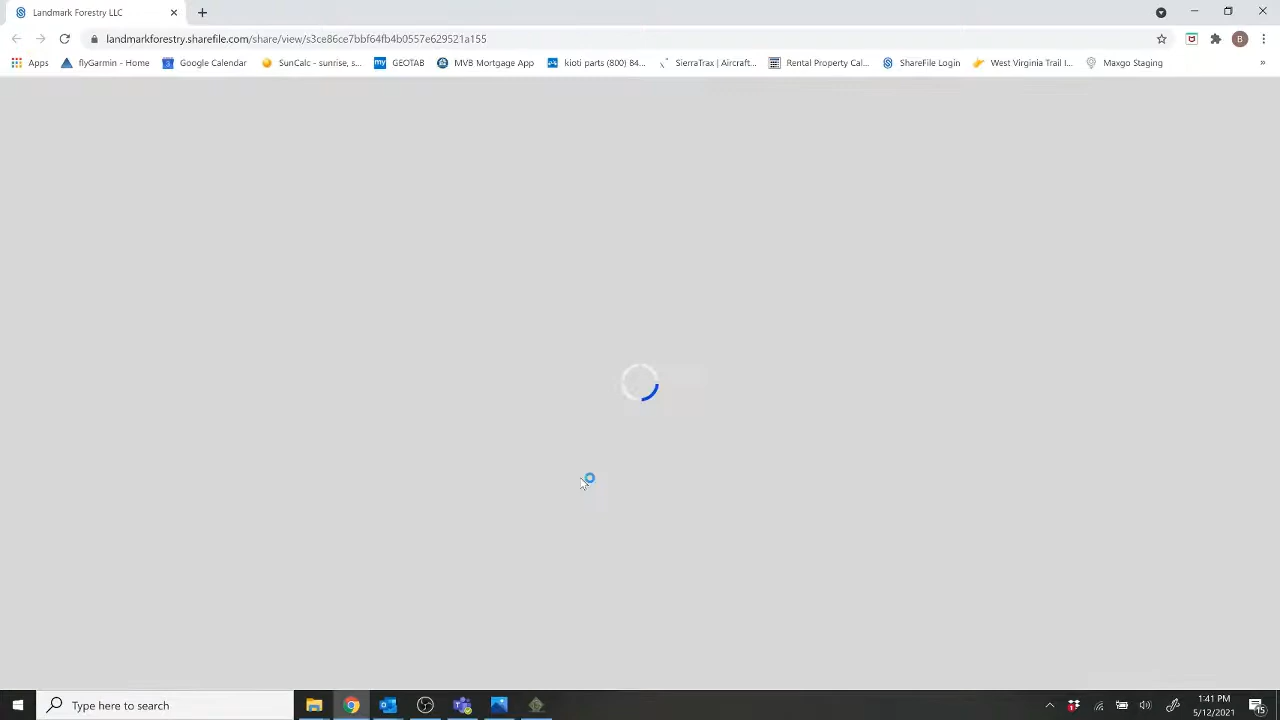 Landmark Forestry LLC
landmarkforestry.sharefile.com/share/view/s3ce86ce7bbf64fb4b0557e629521a155
B
Apps flyGarmin - Home Google Calendar SunCalc - sunrise, s... my GEOTAB MVB Mortgage App kioti parts (800) 84... SierraTrax | Aircraft... Rental Property Cal... ShareFile Login West Virginia Trail I... Maxgo Staging »
Type here to search
1:41 PM
5/12/2021
15